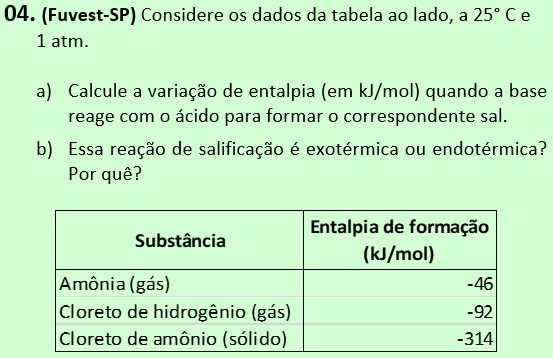 04. (Fuvest-SP) Considere os dados da tabela ao lado, a 25° C e
1 atm.
a) Calcule a variação de entalpia (em kJ/mol) quando a base
reage com o ácido para formar o correspondente sal.
b) Essa reação de salificação é exotérmica ou endotérmica?
Por quê?
Substância Entalpia de formação
(kJ/mol)
Amônia (gás) -46
Cloreto de hidrogênio (gás) -92
Cloreto de amônio (sólido) -314